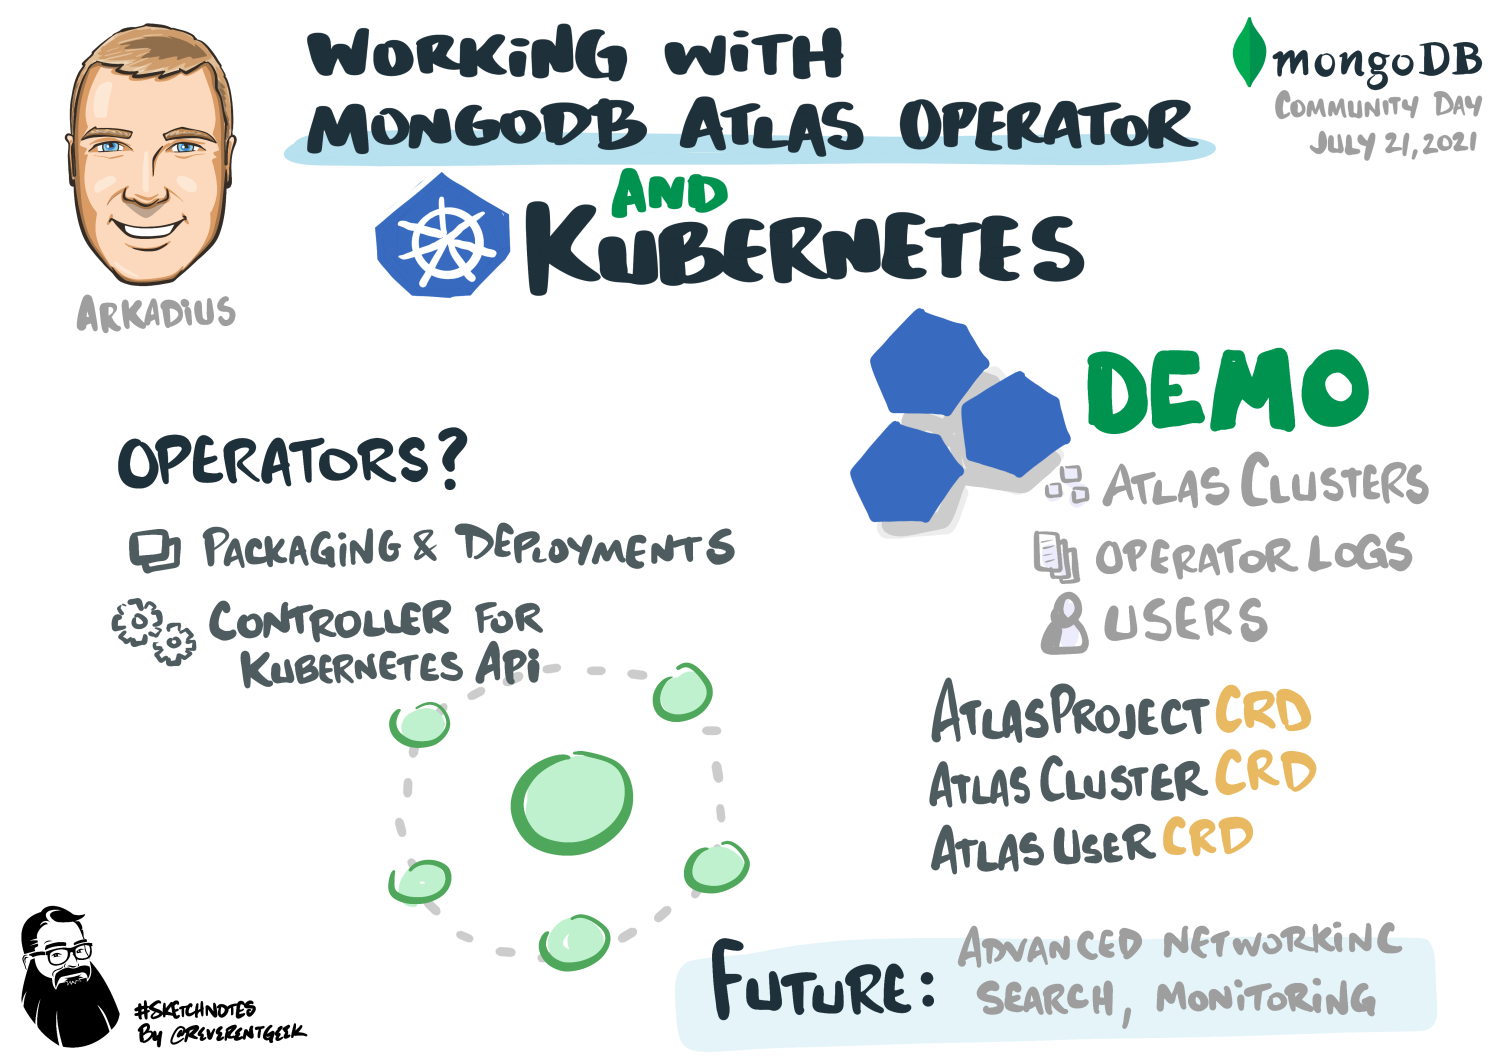 WORKING WITH
MONGODB ATLAS OPERATOR
AND
KUBERNETES
mongoDB
COMMUNITY DAY
JULY 21, 2021
ARKADIUS
OPERATORS?
PACKAGING & DEPLOYMENTS
CONTROLLER FOR
KUBERNETES API
DEMO
ATLAS CLUSTERS
OPERATOR LOGS
USERS
ATLASPROJECT CRD
ATLAS CLUSTER CRD
ATLAS USER CRD
FUTURE: ADVANCED NETWORKING
SEARCH, MONITORING
#SKETCHNOTES
BY @REVERENTGEEK